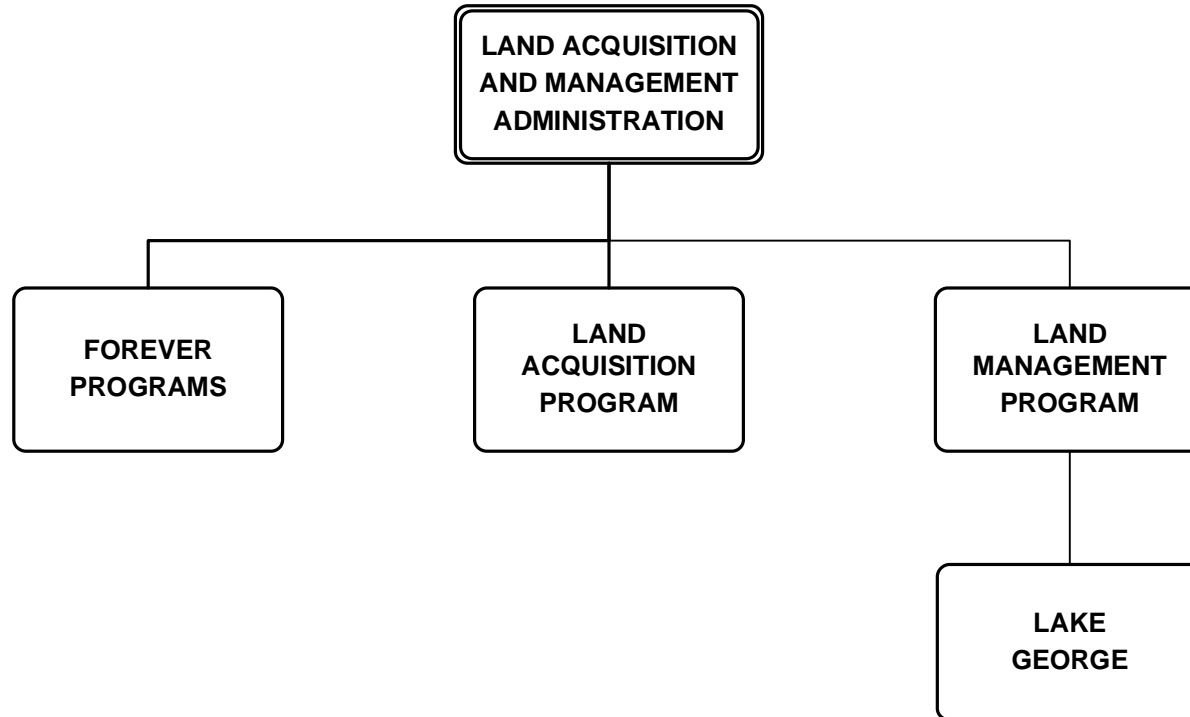 LAND ACQUISITION
AND MANAGEMENT
ADMINISTRATION
FOREVER
PROGRAMS
LAND
ACQUISITION
PROGRAM
LAND
MANAGEMENT
PROGRAM
LAKE
GEORGE